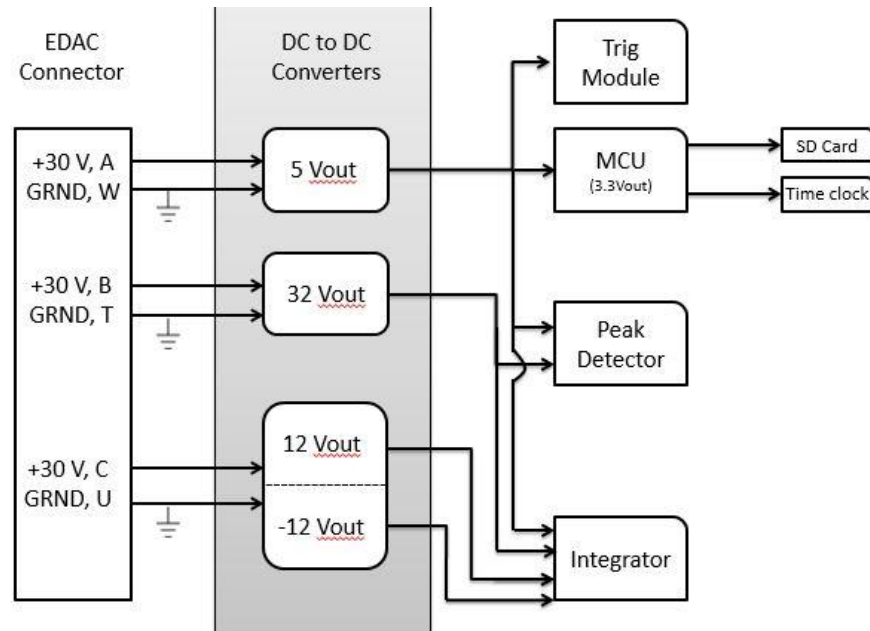 EDAC
Connector
DC to DC
Converters
Trig
Module
+30 V, A
GRND, W
5 Vout
MCU
(3.3Vout)
SD Card
Time clock
+30 V, B
GRND, T
32 Vout
Peak
Detector
+30 V, C
GRND, U
12 Vout
-12 Vout
Integrator